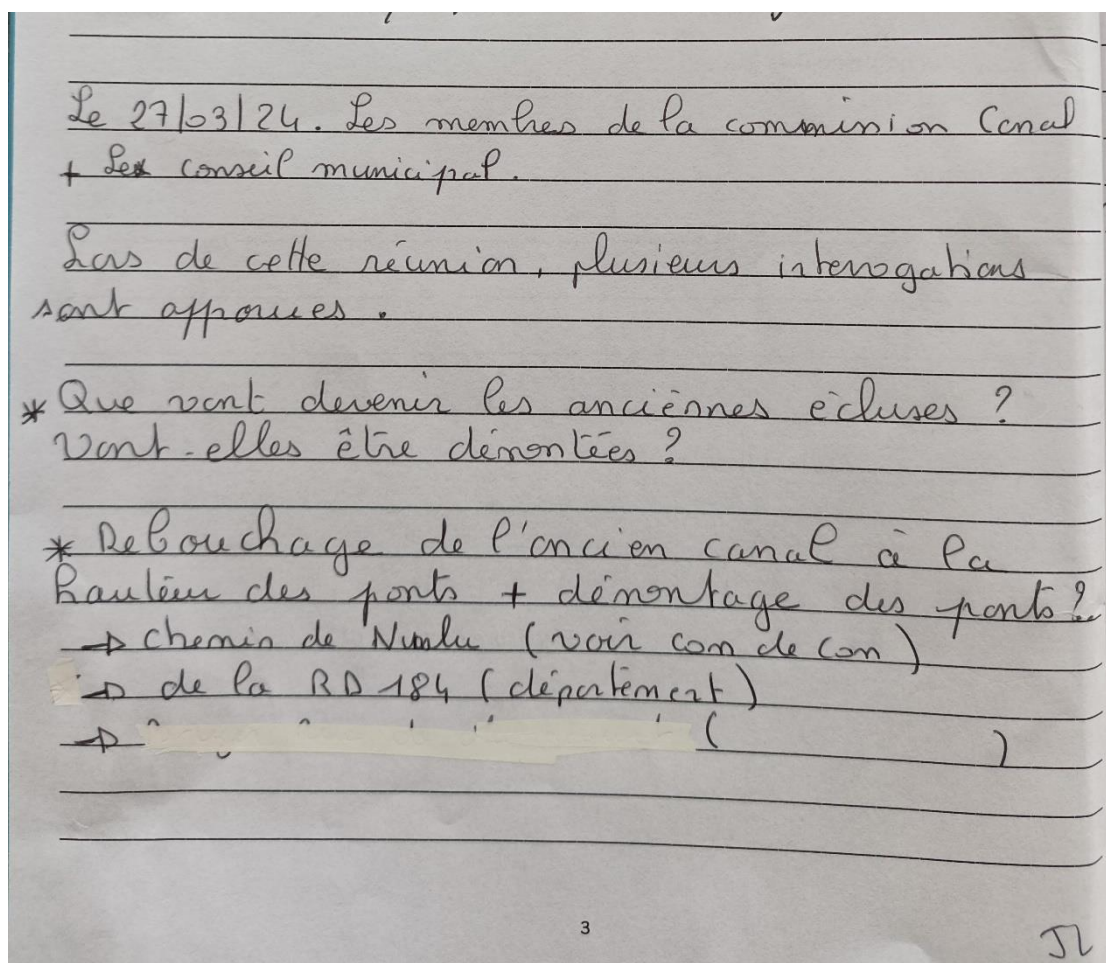 Le 27/03/24. Les membres de la commission Canal
+ Le conseil municipal.
Lors de cette réunion, plusieurs interrogations
sont apparues.
* Que vont devenir les anciennes écluses ?
Vont-elles être démontées ?
* Rebouchage de l'ancien canal à la
hauteur des ponts + démontage des ponts ?
→ chemin de Nurlu (voir com de com)
→ de la RD 184 (département)
→ ( )
3
JL